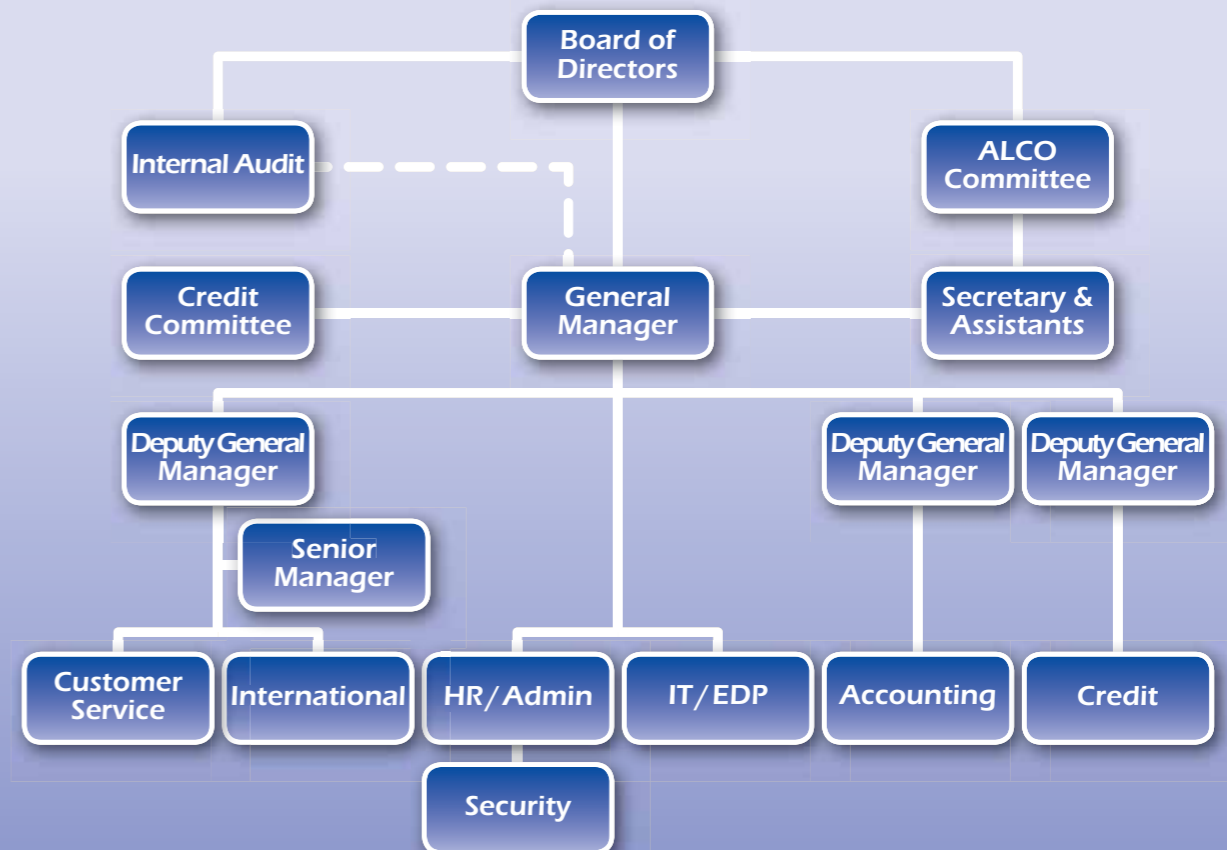 Board of
Directors
Internal Audit
ALCO
Committee
Credit
Committee
General
Manager
Secretary &
Assistants
Deputy General
Manager
Deputy General
Manager
Deputy General
Manager
Senior
Manager
Customer
Service
International
HR/Admin
IT/EDP
Accounting
Credit
Security